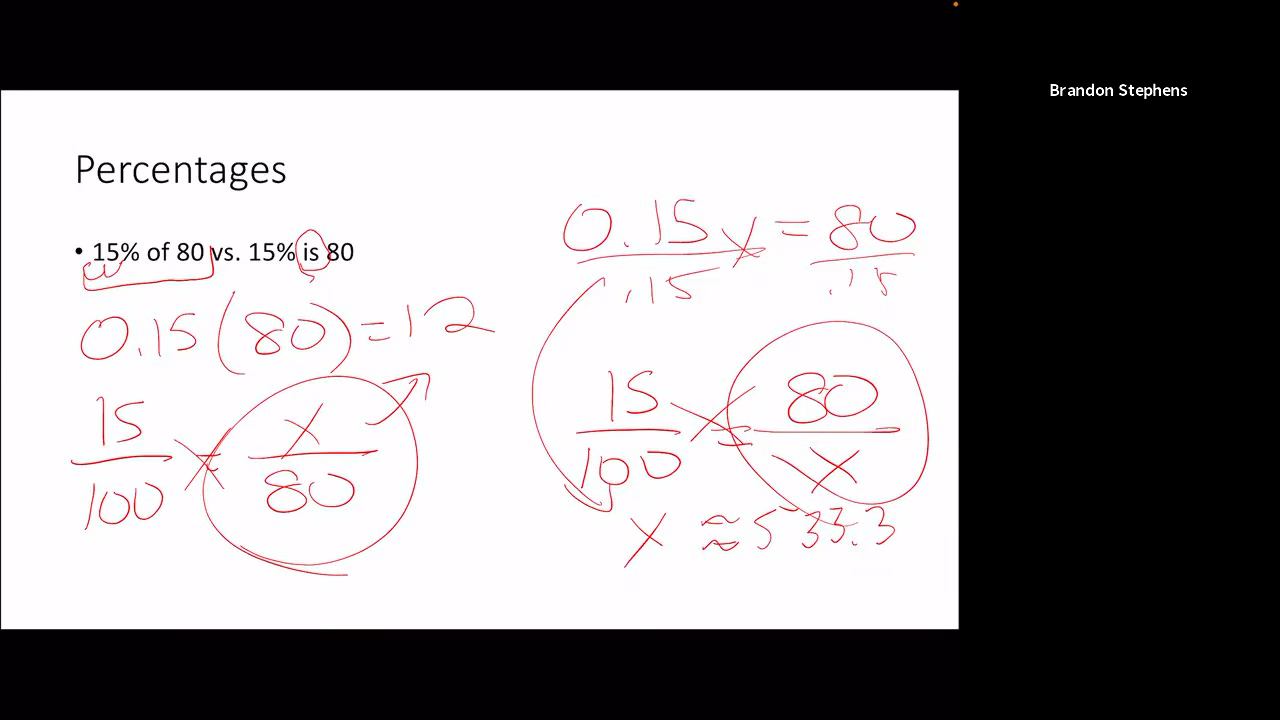 Brandon Stephens
Percentages
• 15% of 80 vs. 15% is 80
0.15 (80) = 12
15/100 = x/80
0.15x = 80
.15 .15
15/100 = 80/x
x ≈ 533.3